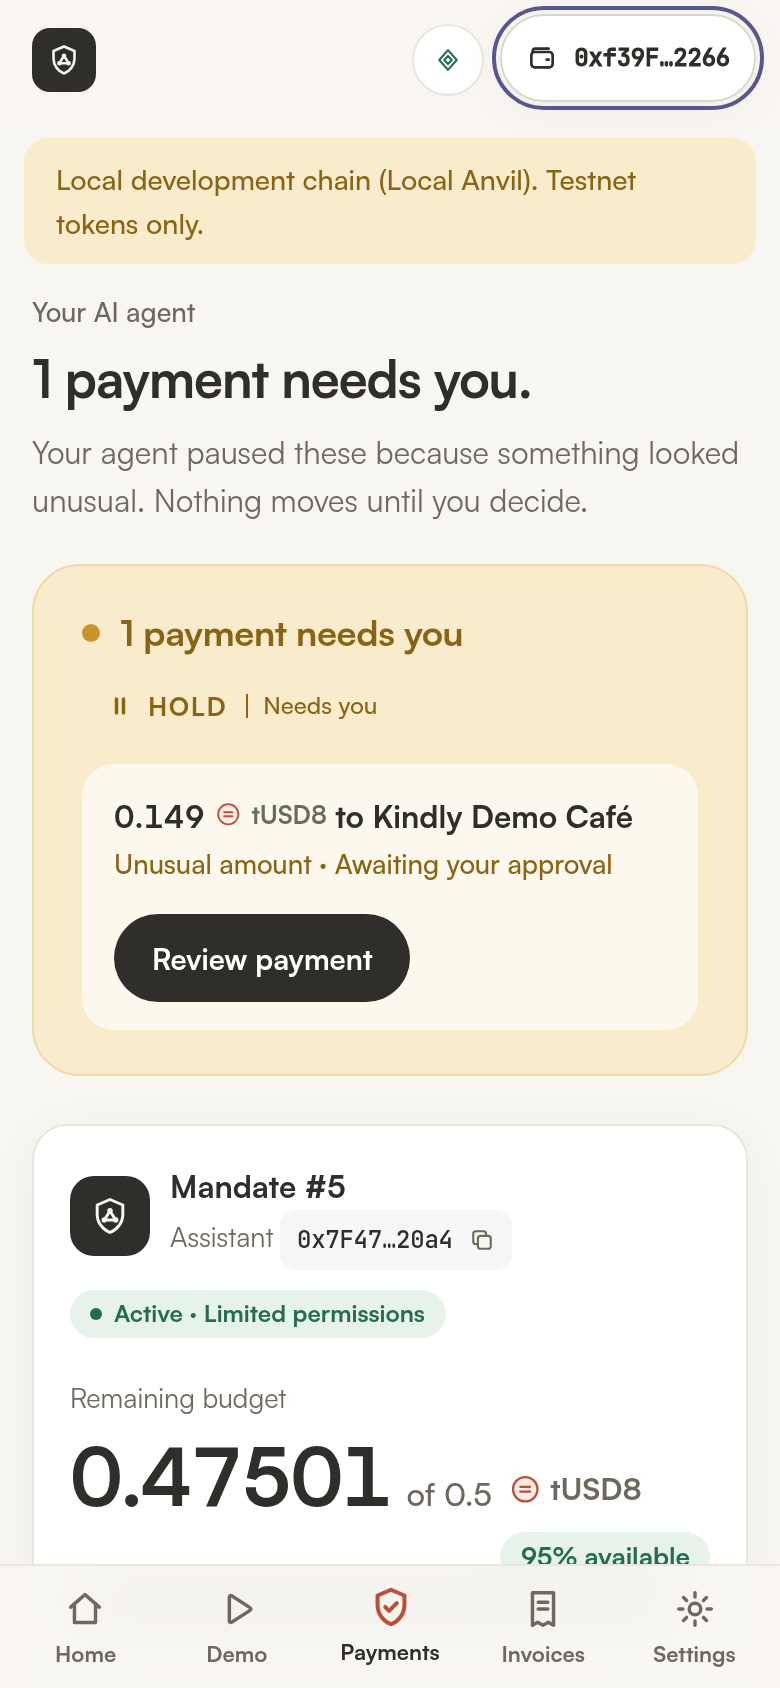 0xf39F…2266
Local development chain (Local Anvil). Testnet
tokens only.
Your AI agent
1 payment needs you.
Your agent paused these because something looked
unusual. Nothing moves until you decide.
1 payment needs you
HOLD | Needs you
0.149 tUSD8 to Kindly Demo Café
Unusual amount · Awaiting your approval
Review payment
Mandate #5
Assistant 0x7F47…20a4
Active · Limited permissions
Remaining budget
0.47501 of 0.5 tUSD8
95% available
Home Demo Payments Invoices Settings